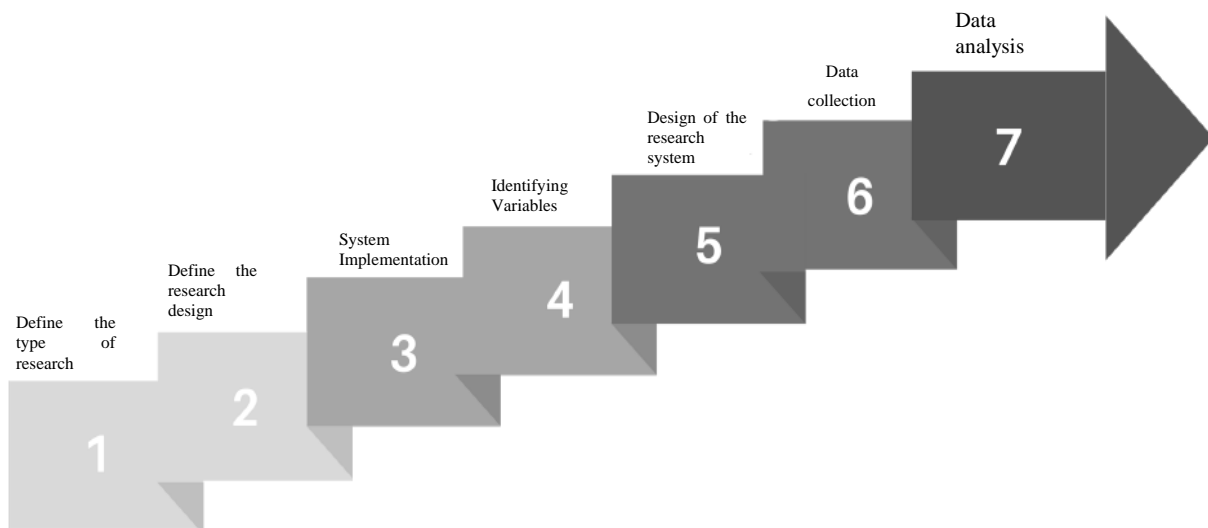 Define the
type of
research
1
Define the
research
design
2
System
Implementation
3
Identifying
Variables
4
Design of the
research
system
5
Data
collection
6
Data
analysis
7